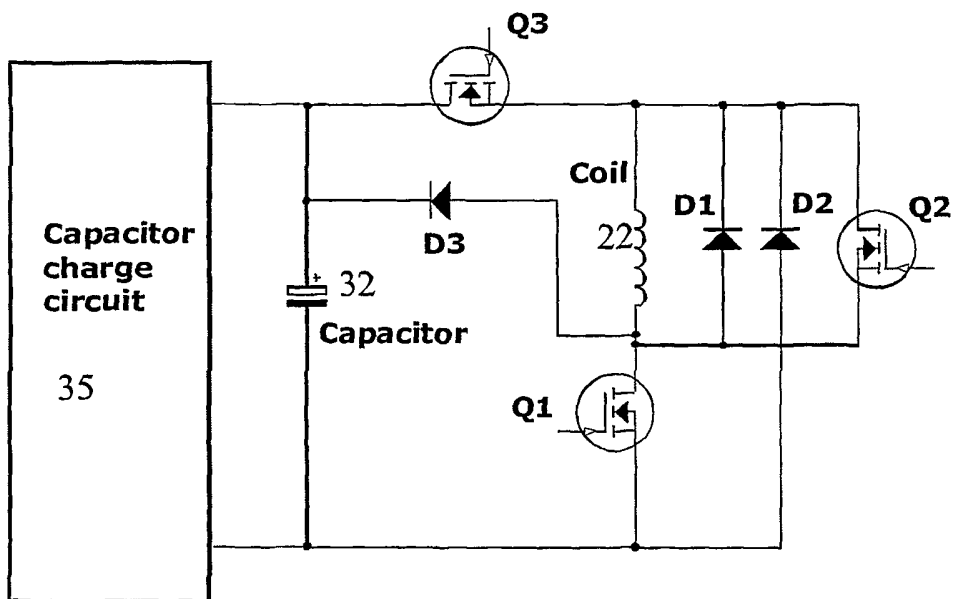 Q3
Coil
D1
D2
Q2
22
Capacitor
charge
circuit
D3
+
32
Capacitor
35
Q1